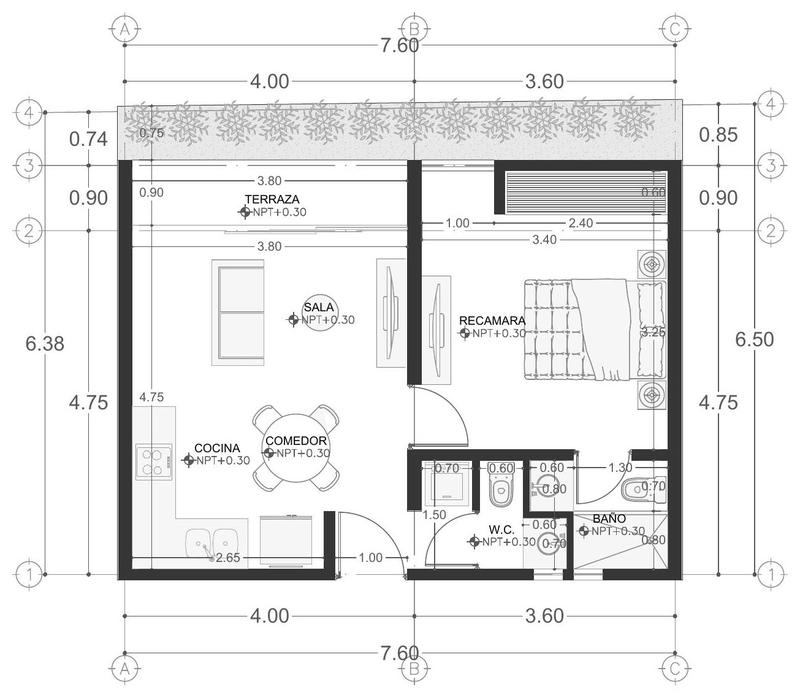 A B C
7.60
4.00 3.60
4 4
0.75
0.74 0.85
3 3
3.80 0.60
0.90 0.90 0.90
TERRAZA
NPT+0.30
1.00 2.40
2 2
3.80 3.40
SALA
NPT+0.30
RECAMARA
NPT+0.30
3.25
6.38 6.50
4.75 4.75 4.75
COCINA
NPT+0.30
COMEDOR
NPT+0.30
0.70 0.60 0.60 1.30
0.80 0.70
1.50
0.60
BAÑO
NPT+0.30
W.C.
NPT+0.30
0.70 0.80
2.65 1.00
1 1
4.00 3.60
7.60
A B C